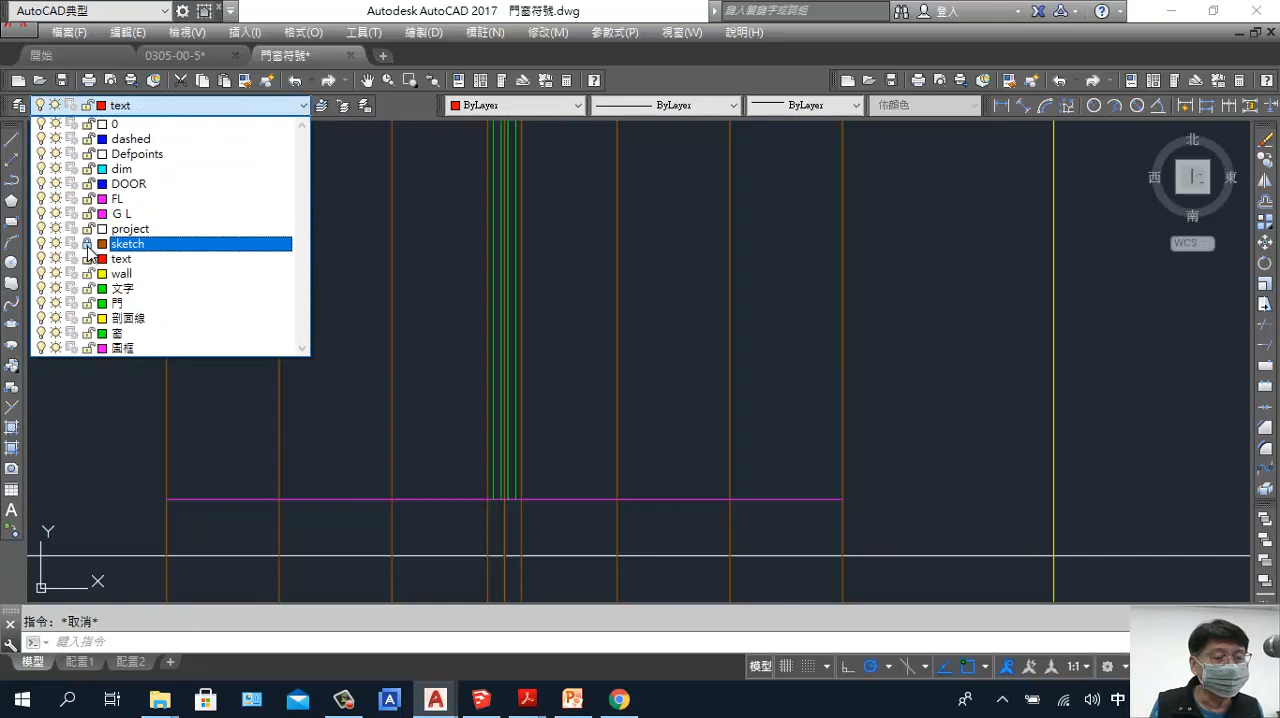 AutoCAD典型
Autodesk AutoCAD 2017 門窗符號.dwg
鍵入關鍵字或詞組
登入
檔案(F) 編輯(E) 檢視(V) 插入(I) 格式(O) 工具(T) 繪製(D) 標註(N) 修改(M) 參數式(P) 視窗(W) 說明(H)
開始 0305-00-5* 門窗符號*
text ByLayer ByLayer ByLayer 依顏色
0
dashed
Defpoints
dim
DOOR
FL
G L
project
sketch
text
wall
文字
門
剖面線
窗
圖框
北
西 上 東
南
WCS
Y
X
指令: *取消*
鍵入指令
模型 配置1 配置2
模型 1:1
中